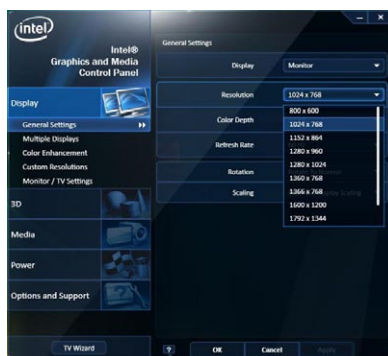 intel
Intel®
Graphics and Media
Control Panel
Display
General Settings
Multiple Displays
Color Enhancement
Custom Resolutions
Monitor / TV Settings
3D
Media
Power
Options and Support
TV Wizard
General Settings
Display Monitor
Resolution 1024 x 768
800 x 600
1024 x 768
Color Depth
1152 x 864
1280 x 960
Refresh Rate
1280 x 1024
1360 x 768
Rotation
1366 x 768
Scaling
1600 x 1200
1792 x 1344
? OK Cancel Apply